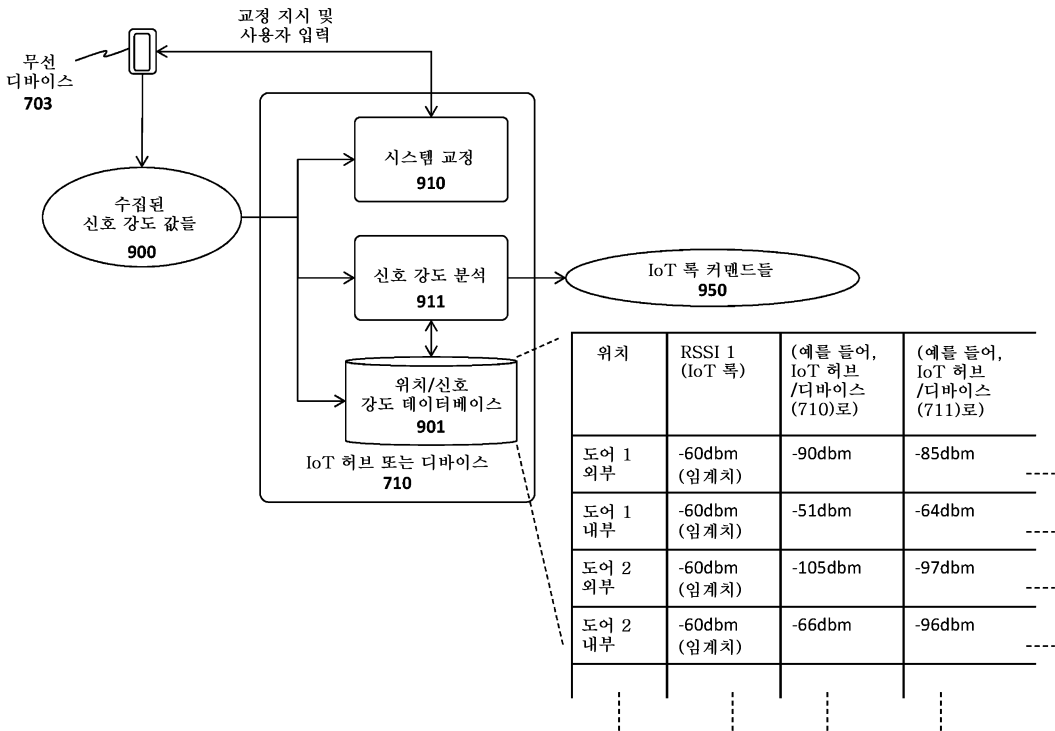 교정 지시 및
사용자 입력
무선
디바이스
703
시스템 교정
910
수집된
신호 강도 값들
900
신호 강도 분석
911
IoT 록 커맨드들
950
위치/신호
강도 데이터베이스
901
IoT 허브 또는 디바이스
710
위치
RSSI 1
(IoT 록)
(예를 들어,
IoT 허브
/디바이스
(710)로)
(예를 들어,
IoT 허브
/디바이스
(711)로)
도어 1
외부
-60dbm
(임계치)
-90dbm
-85dbm
도어 1
내부
-60dbm
(임계치)
-51dbm
-64dbm
도어 2
외부
-60dbm
(임계치)
-105dbm
-97dbm
도어 2
내부
-60dbm
(임계치)
-66dbm
-96dbm